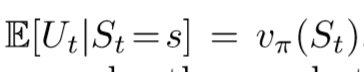 𝔼[U_t|S_t=s] = v_π(S_t)